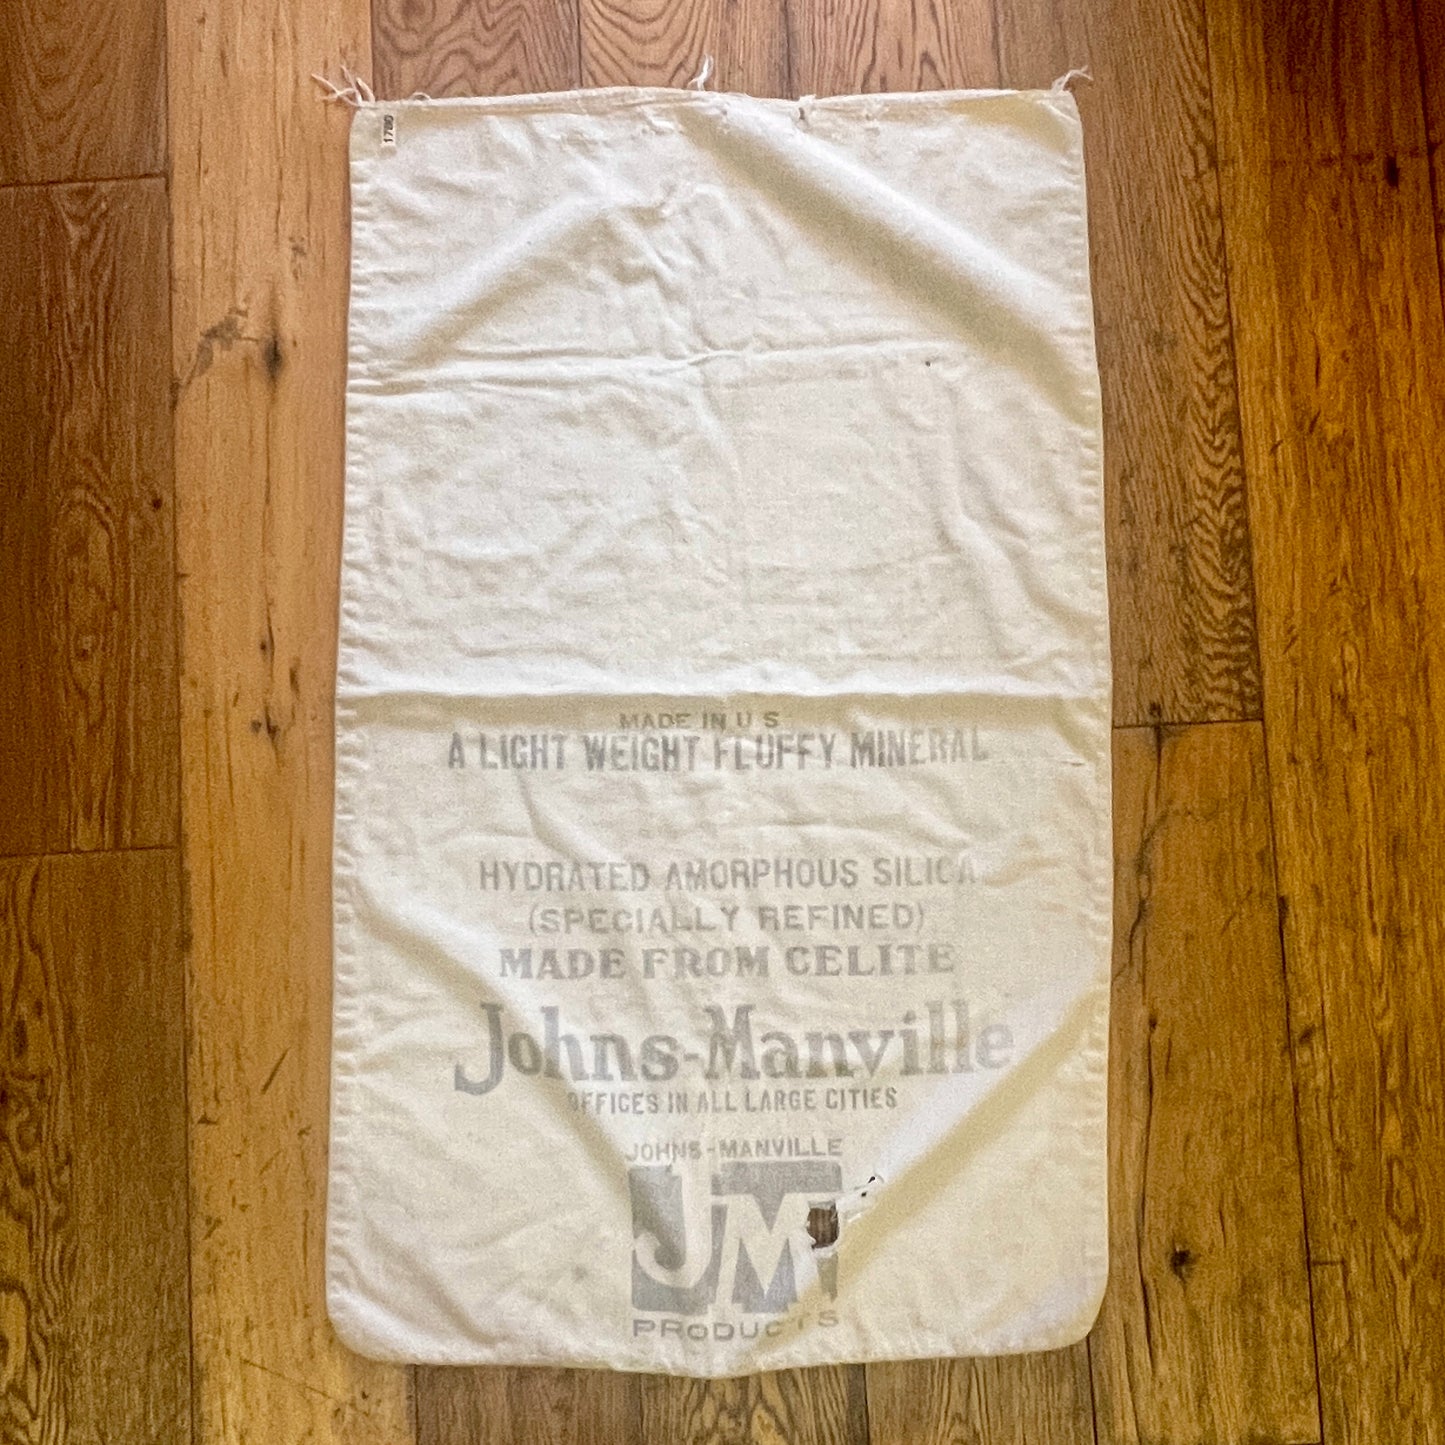 1780
MADE IN U S
A LIGHT WEIGHT FLUFFY MINERAL
HYDRATED AMORPHOUS SILICA
(SPECIALLY REFINED)
MADE FROM CELITE
Johns-Manville
OFFICES IN ALL LARGE CITIES
JOHNS-MANVILLE
JM
PRODUCTS